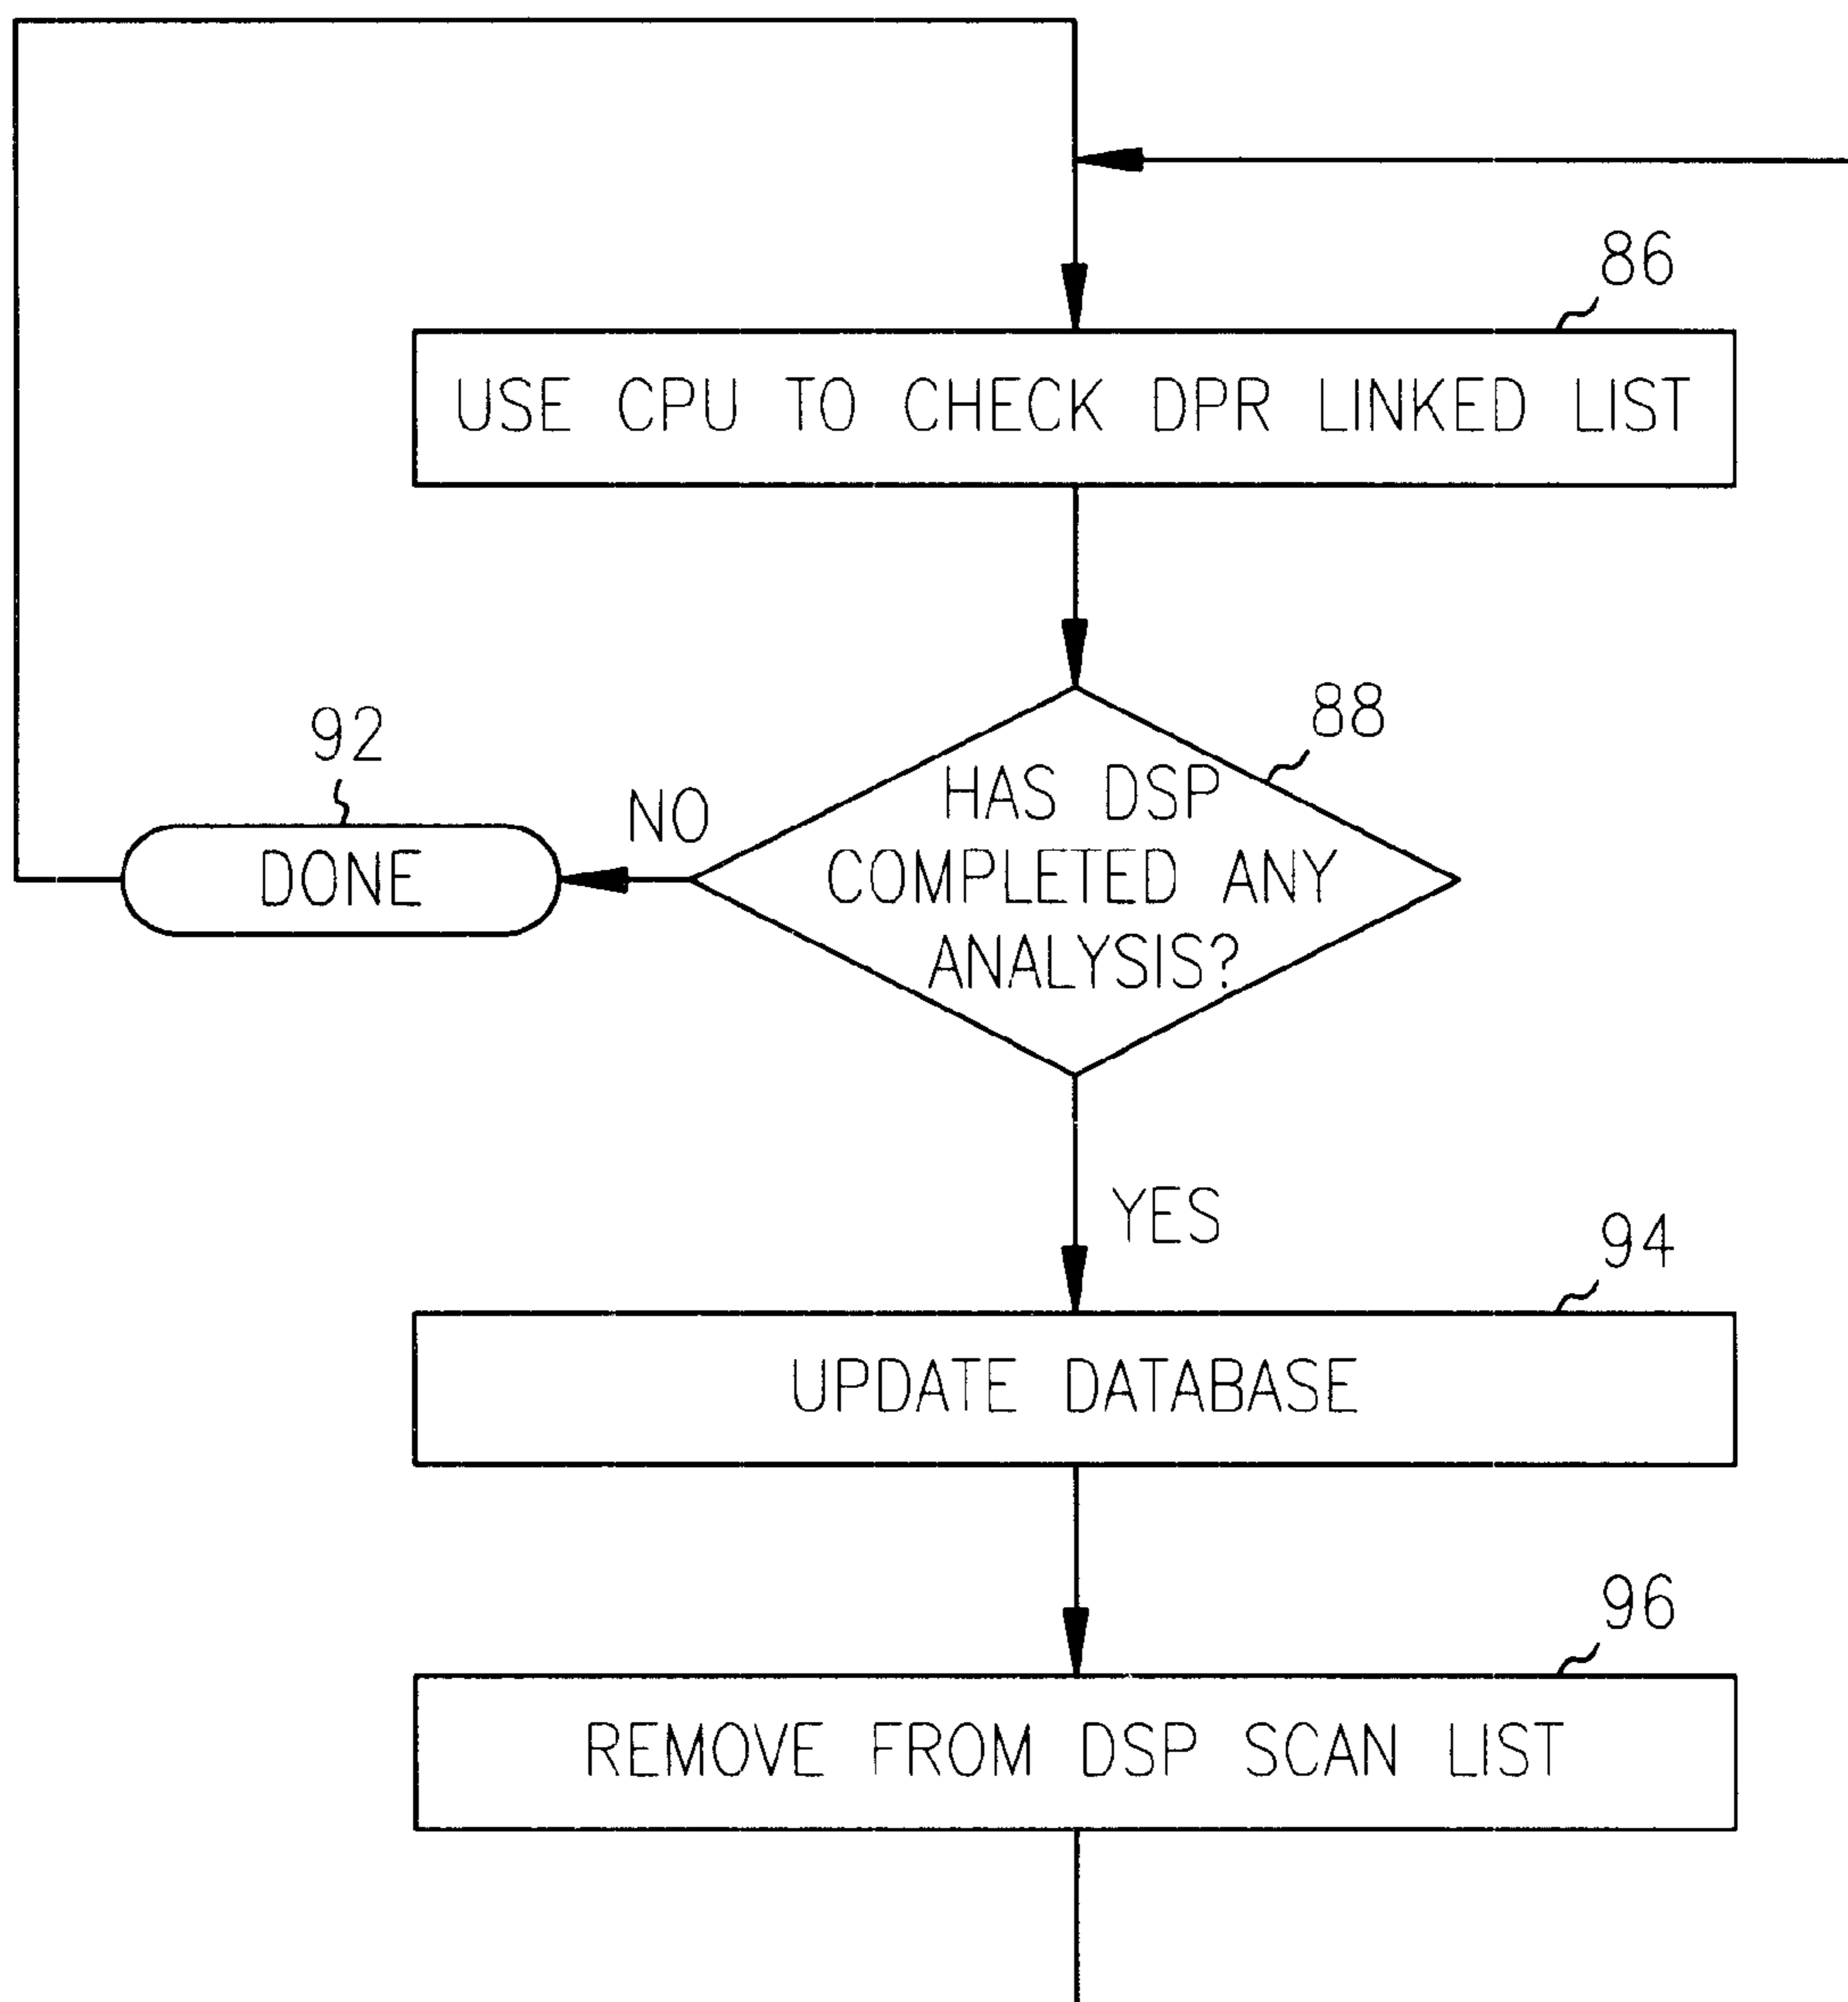 86
USE CPU TO CHECK DPR LINKED LIST
88
HAS DSP
COMPLETED ANY
ANALYSIS?
92
NO
DONE
YES
94
UPDATE DATABASE
96
REMOVE FROM DSP SCAN LIST